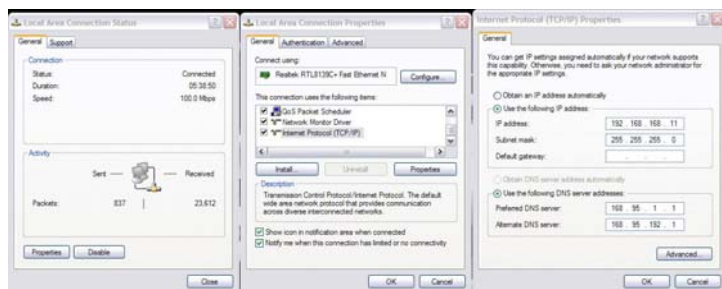 Local Area Connection Status
General Support
Connection
Status: Connected
Duration: 05:38:50
Speed: 100.0 Mbps
Activity
Sent Received
Packets: 837 23,612
Properties Disable
Close
Local Area Connection Properties
General Authentication Advanced
Connect using:
Realtek RTL8139C+ Fast Ethernet N Configure...
This connection uses the following items:
QoS Packet Scheduler
Network Monitor Driver
Internet Protocol (TCP/IP)
Install... Uninstall Properties
Description
Transmission Control Protocol/Internet Protocol. The default
wide area network protocol that provides communication
across diverse interconnected networks.
Show icon in notification area when connected
Notify me when this connection has limited or no connectivity
OK Cancel
Internet Protocol (TCP/IP) Properties
General
You can get IP settings assigned automatically if your network supports
this capability. Otherwise, you need to ask your network administrator for
the appropriate IP settings.
Obtain an IP address automatically
Use the following IP address:
IP address: 192 . 168 . 168 . 11
Subnet mask: 255 . 255 . 255 . 0
Default gateway: . . .
Obtain DNS server address automatically
Use the following DNS server addresses:
Preferred DNS server: 168 . 95 . 1 . 1
Alternate DNS server: 168 . 95 . 192 . 1
Advanced...
OK Cancel